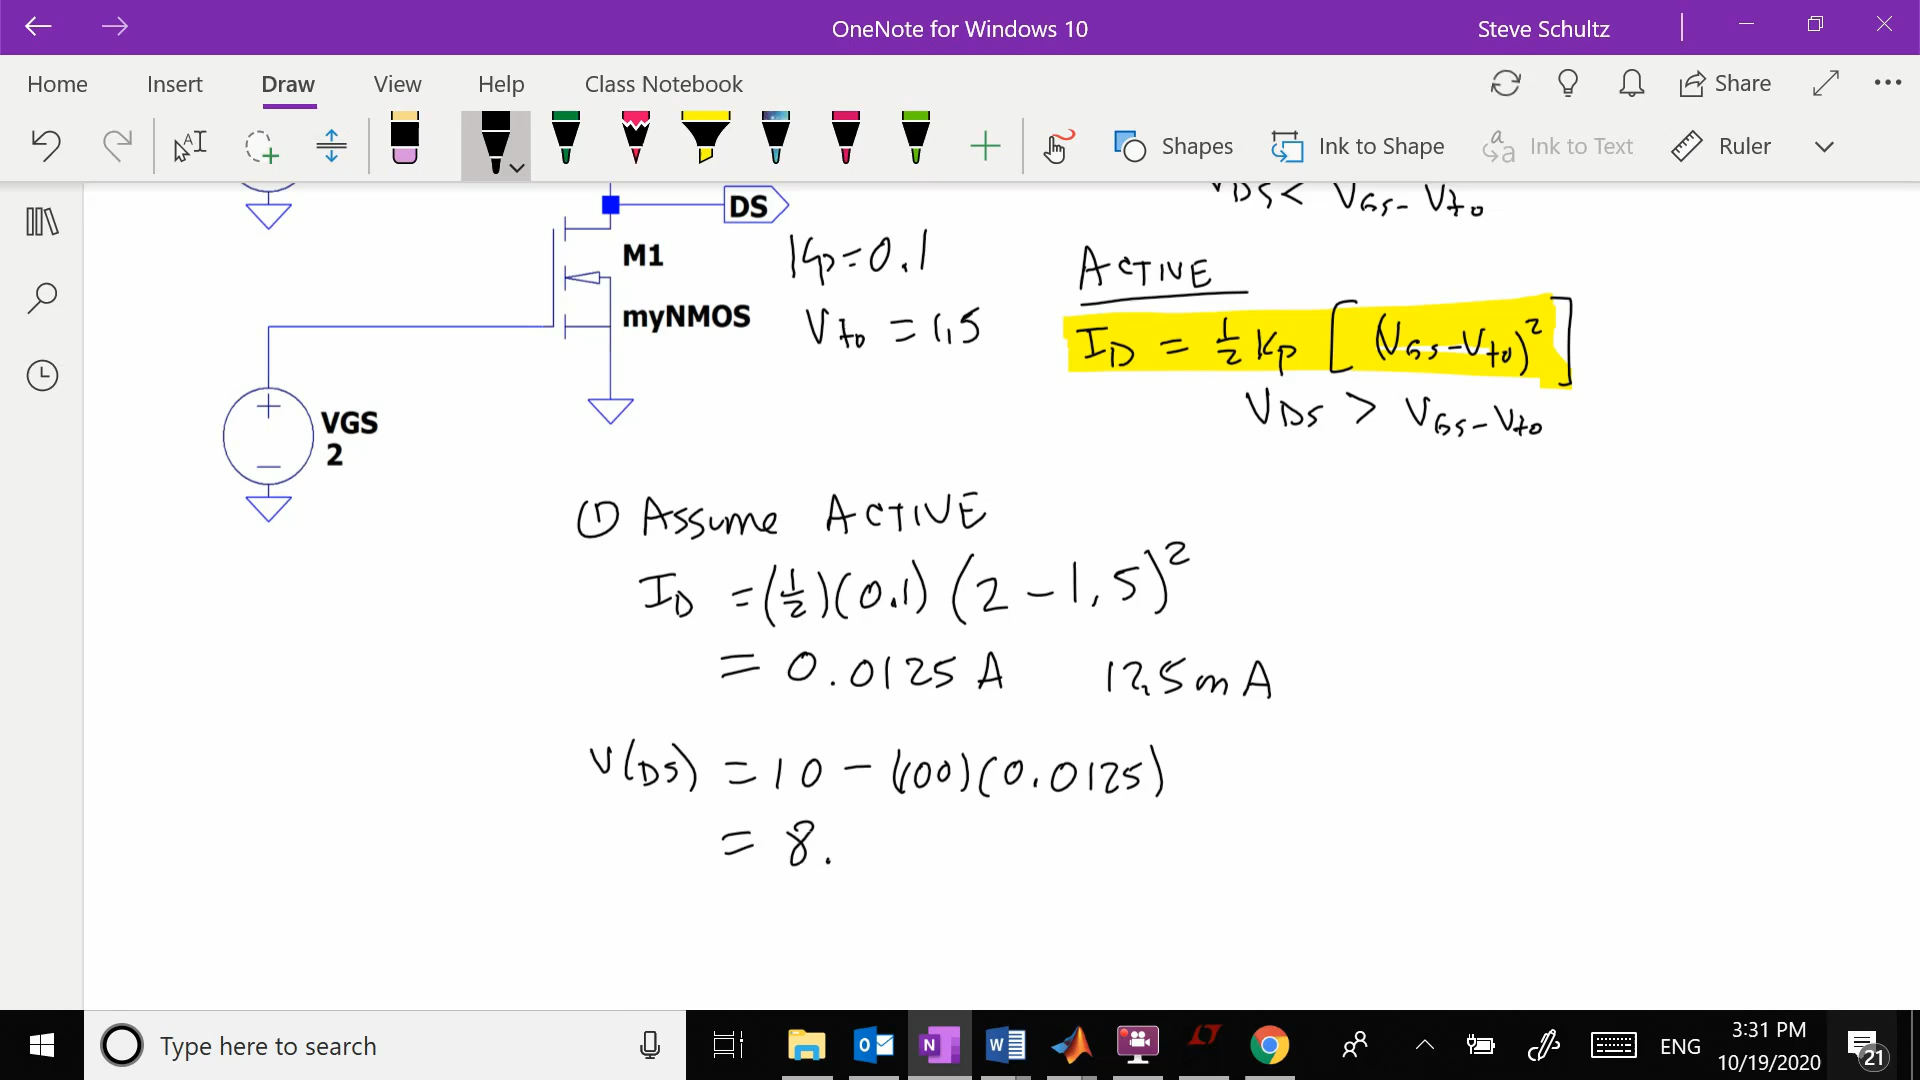 OneNote for Windows 10
Steve Schultz
Home Insert Draw View Help Class Notebook
Share
Shapes Ink to Shape Ink to Text Ruler
DS
M1
myNMOS
VGS
2
Kp = 0.1
Vto = 1.5
VDS < VGS - Vto
ACTIVE
ID = 1/2 Kp [(VGS - Vto)²]
VDS > VGS - Vto
① Assume ACTIVE
ID = (1/2)(0.1) (2 - 1.5)²
= 0.0125 A 12.5 mA
V(DS) = 10 - (100)(0.0125)
= 8.
Type here to search
ENG
3:31 PM
10/19/2020
21